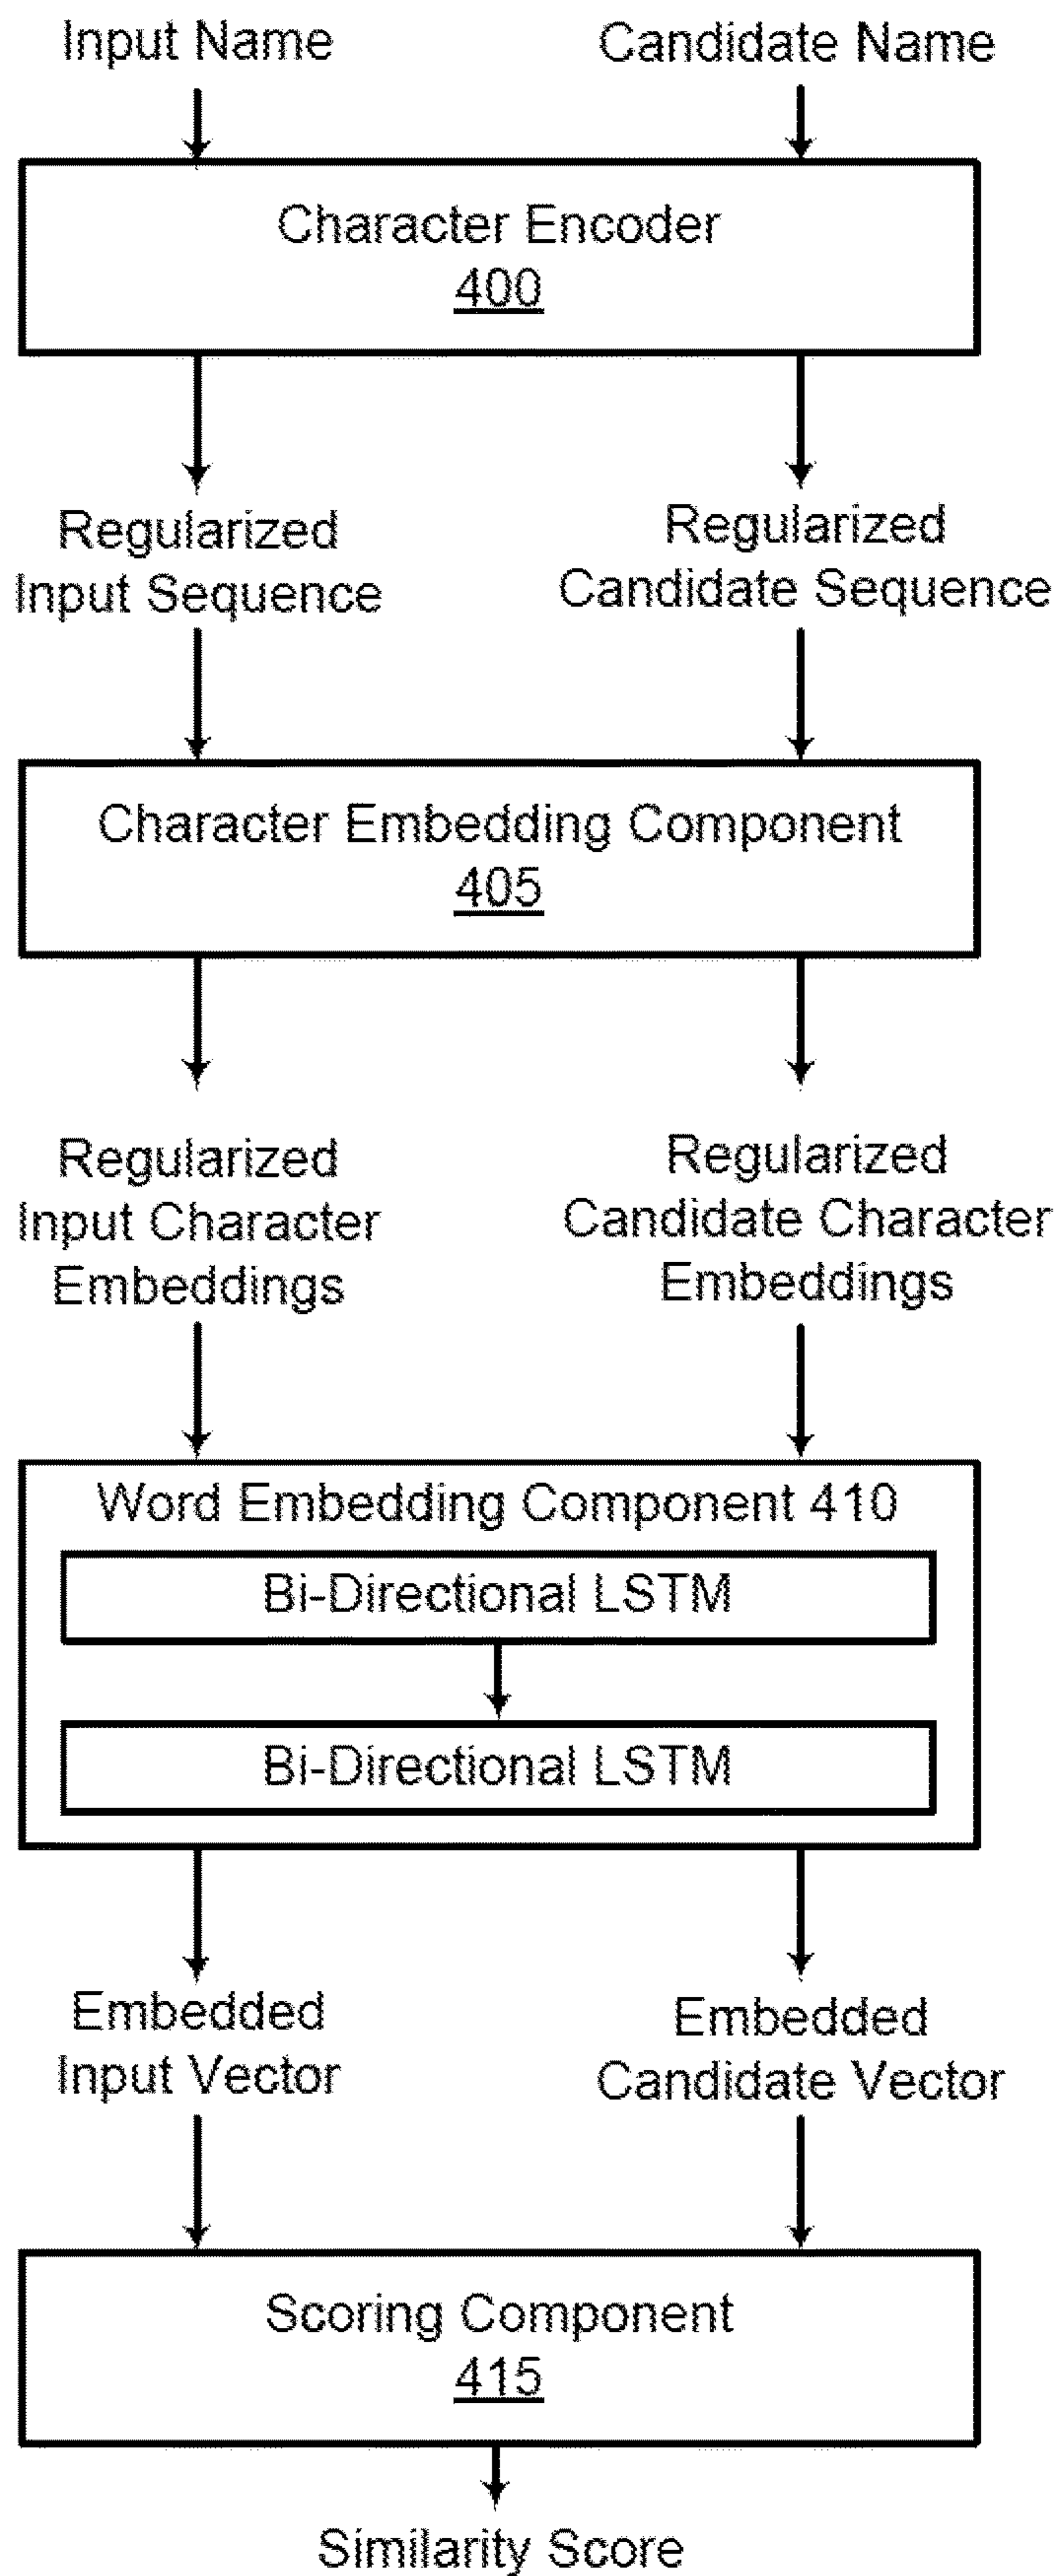 Input Name
Candidate Name
Character Encoder
400
Regularized
Input Sequence
Regularized
Candidate Sequence
Character Embedding Component
405
Regularized
Input Character
Embeddings
Regularized
Candidate Character
Embeddings
Word Embedding Component 410
Bi-Directional LSTM
Bi-Directional LSTM
Embedded
Input Vector
Embedded
Candidate Vector
Scoring Component
415
Similarity Score